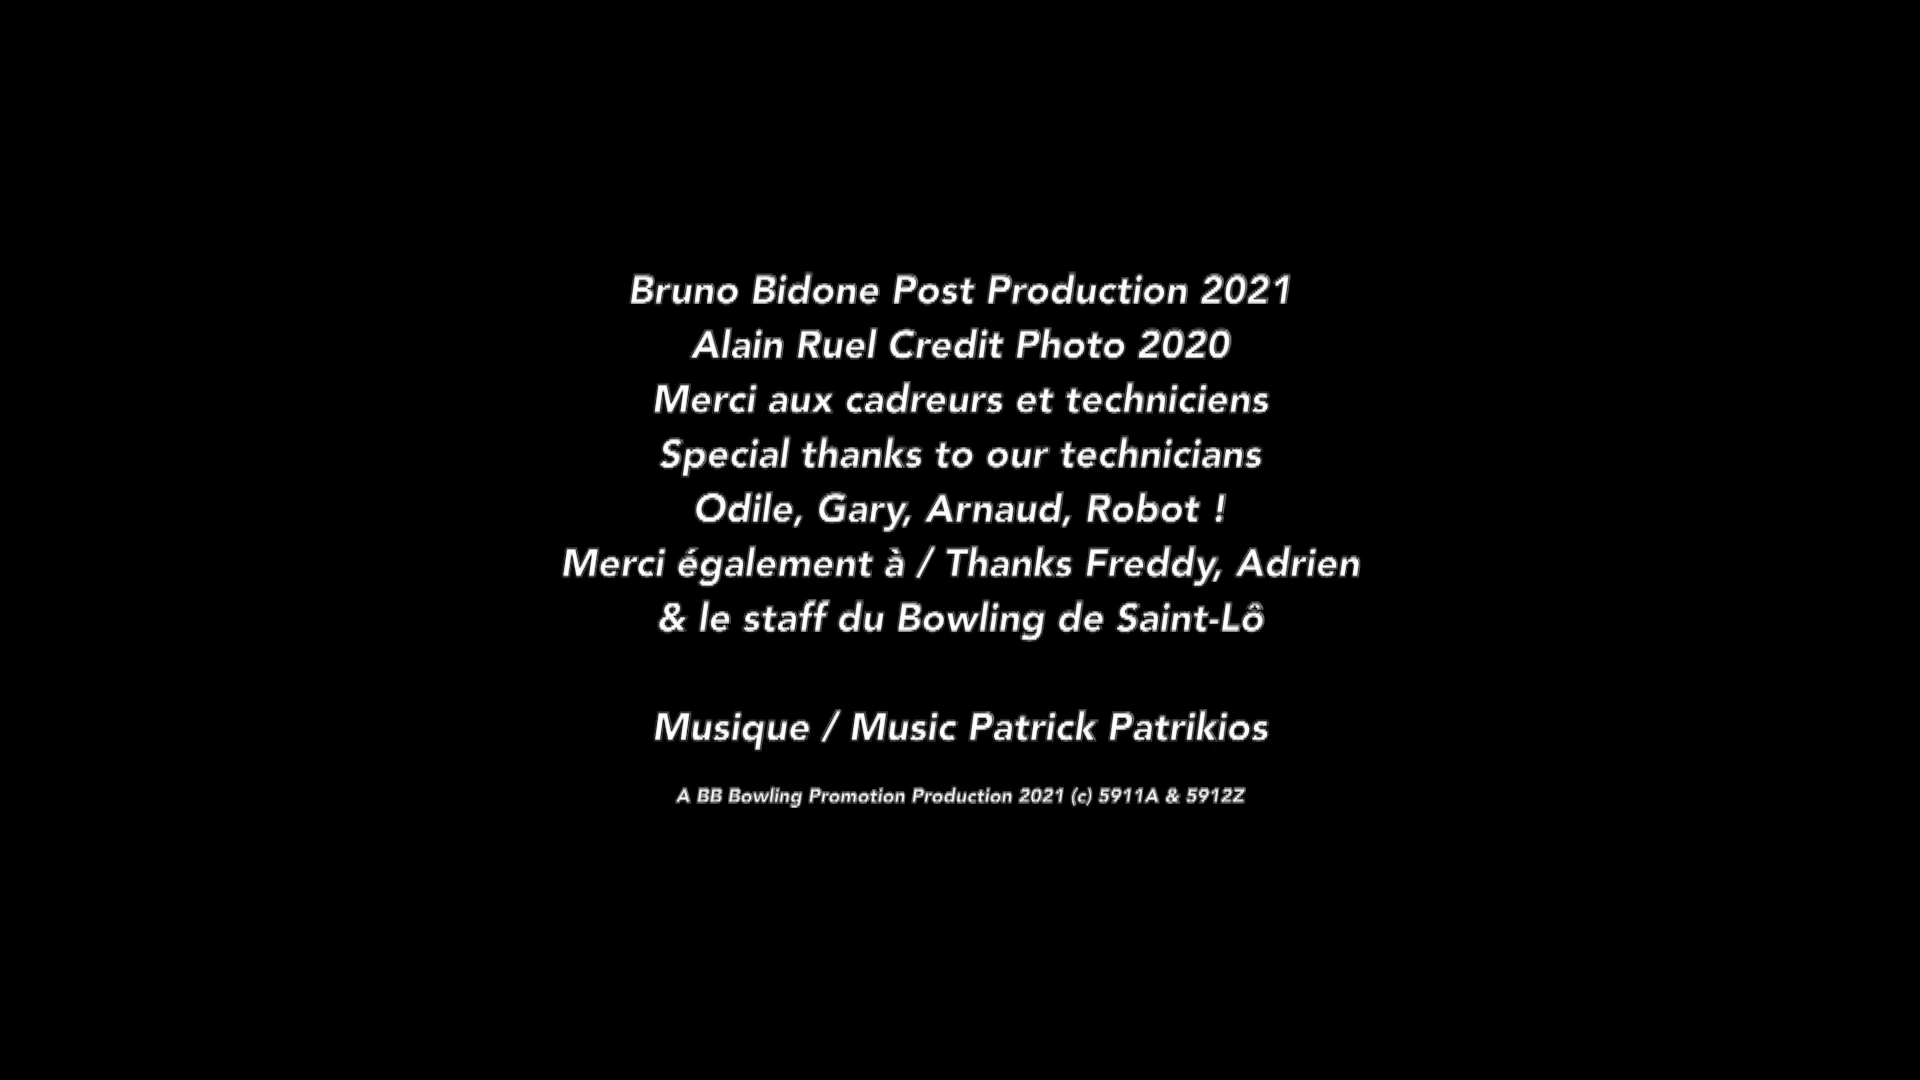 Bruno Bidone Post Production 2021
Alain Ruel Credit Photo 2020
Merci aux cadreurs et techniciens
Special thanks to our technicians
Odile, Gary, Arnaud, Robot !
Merci également à / Thanks Freddy, Adrien
& le staff du Bowling de Saint-Lô
Musique / Music Patrick Patrikios
A BB Bowling Promotion Production 2021 (c) 5911A & 5912Z